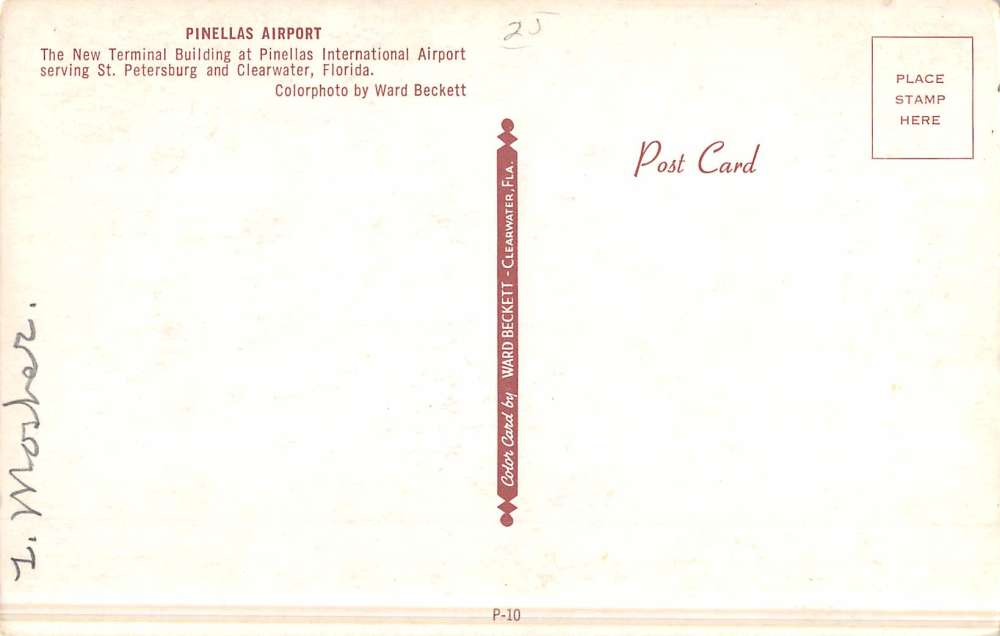 PINELLAS AIRPORT
The New Terminal Building at Pinellas International Airport
serving St. Petersburg and Clearwater, Florida.
Colorphoto by Ward Beckett
25
PLACE
STAMP
HERE
Post Card
Color Card by WARD BECKETT - CLEARWATER, FLA.
Mosher.
P-10